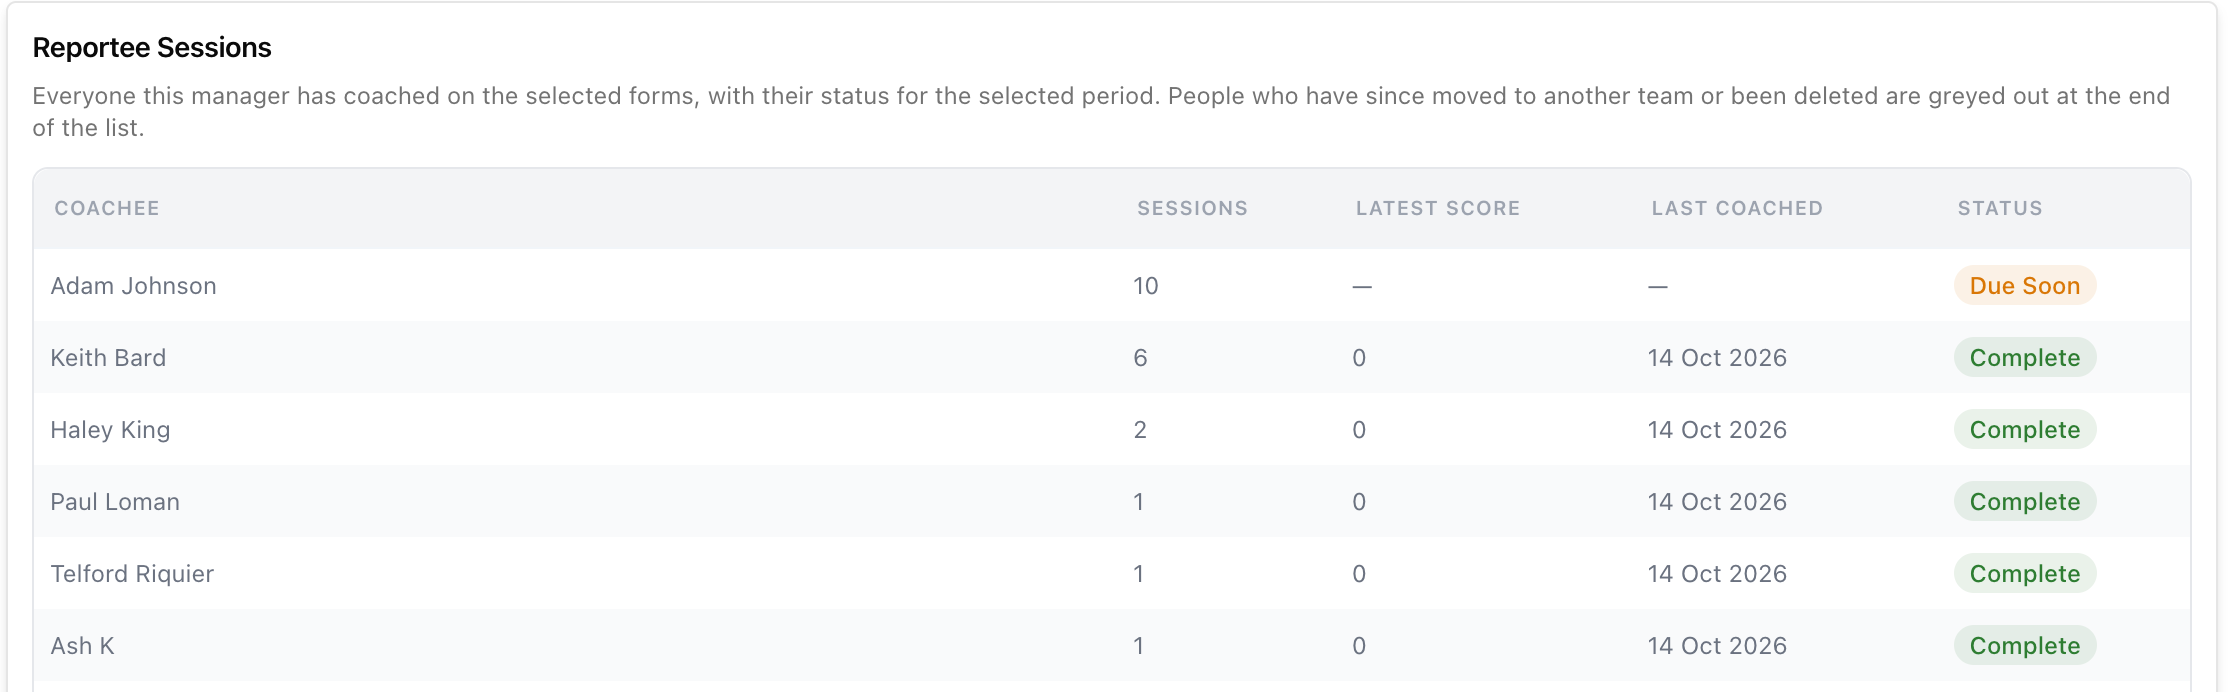 Reportee Sessions
Everyone this manager has coached on the selected forms, with their status for the selected period. People who have since moved to another team or been deleted are greyed out at the end
of the list.
COACHEE SESSIONS LATEST SCORE LAST COACHED STATUS
Adam Johnson 10 — — Due Soon
Keith Bard 6 0 14 Oct 2026 Complete
Haley King 2 0 14 Oct 2026 Complete
Paul Loman 1 0 14 Oct 2026 Complete
Telford Riquier 1 0 14 Oct 2026 Complete
Ash K 1 0 14 Oct 2026 Complete